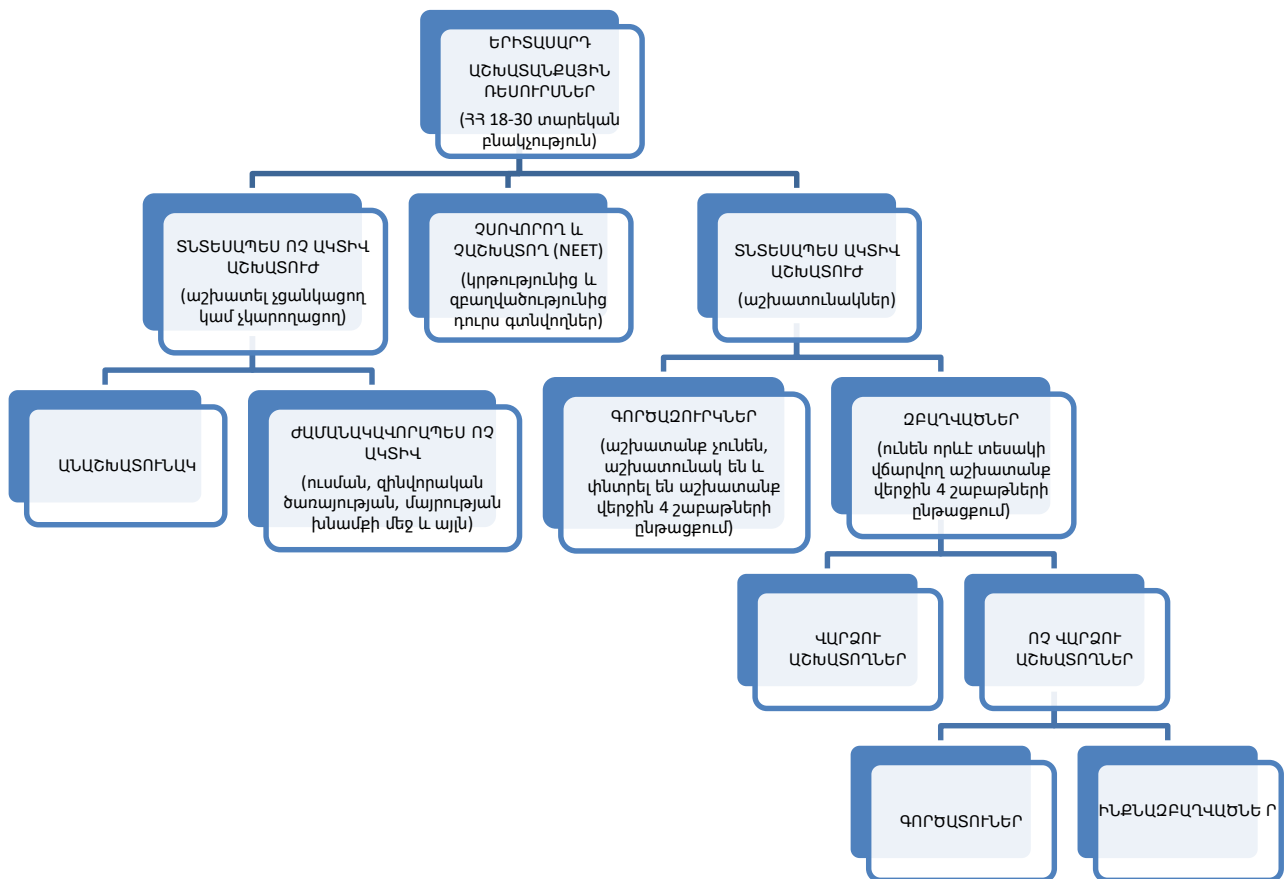 ԵՐԻՏԱՍԱՐԴ
ԱՇԽԱՏԱՆՔԱՅԻՆ
ՌԵՍՈՒՐՍՆԵՐ
(ՀՀ 18-30 տարեկան
բնակչություն)
ՏՆՏԵՍԱՊԵՍ ՈՉ ԱԿՏԻՎ
ԱՇԽԱՏՈՒԺ
(աշխատել չցանկացող
կամ չկարողացող)
ՉՍՈՎՈՐՈՂ և
ՉԱՇԽԱՏՈՂ (NEET)
(կրթությունից և
զբաղվածությունից
դուրս գտնվողներ)
ՏՆՏԵՍԱՊԵՍ ԱԿՏԻՎ
ԱՇԽԱՏՈՒԺ
(աշխատունակներ)
ԱՆԱՇԽԱՏՈՒՆԱԿ
ԺԱՄԱՆԱԿԱՎՈՐԱՊԵՍ ՈՉ
ԱԿՏԻՎ
(ուսման, զինվորական
ծառայության, մայրության
խնամքի մեջ և այլն)
ԳՈՐԾԱԶՈՒՐԿՆԵՐ
(աշխատանք չունեն,
աշխատունակ են և
փնտրել են աշխատանք
վերջին 4 շաբաթների
ընթացքում)
ԶԲԱՂՎԱԾՆԵՐ
(ունեն որևէ տեսակի
վճարվող աշխատանք
վերջին 4 շաբաթների
ընթացքում)
ՎԱՐՁՈՒ
ԱՇԽԱՏՈՂՆԵՐ
ՈՉ ՎԱՐՁՈՒ
ԱՇԽԱՏՈՂՆԵՐ
ԳՈՐԾԱՏՈՒՆԵՐ
ԻՆՔՆԱԶԲԱՂՎԱԾՆԵ Ր